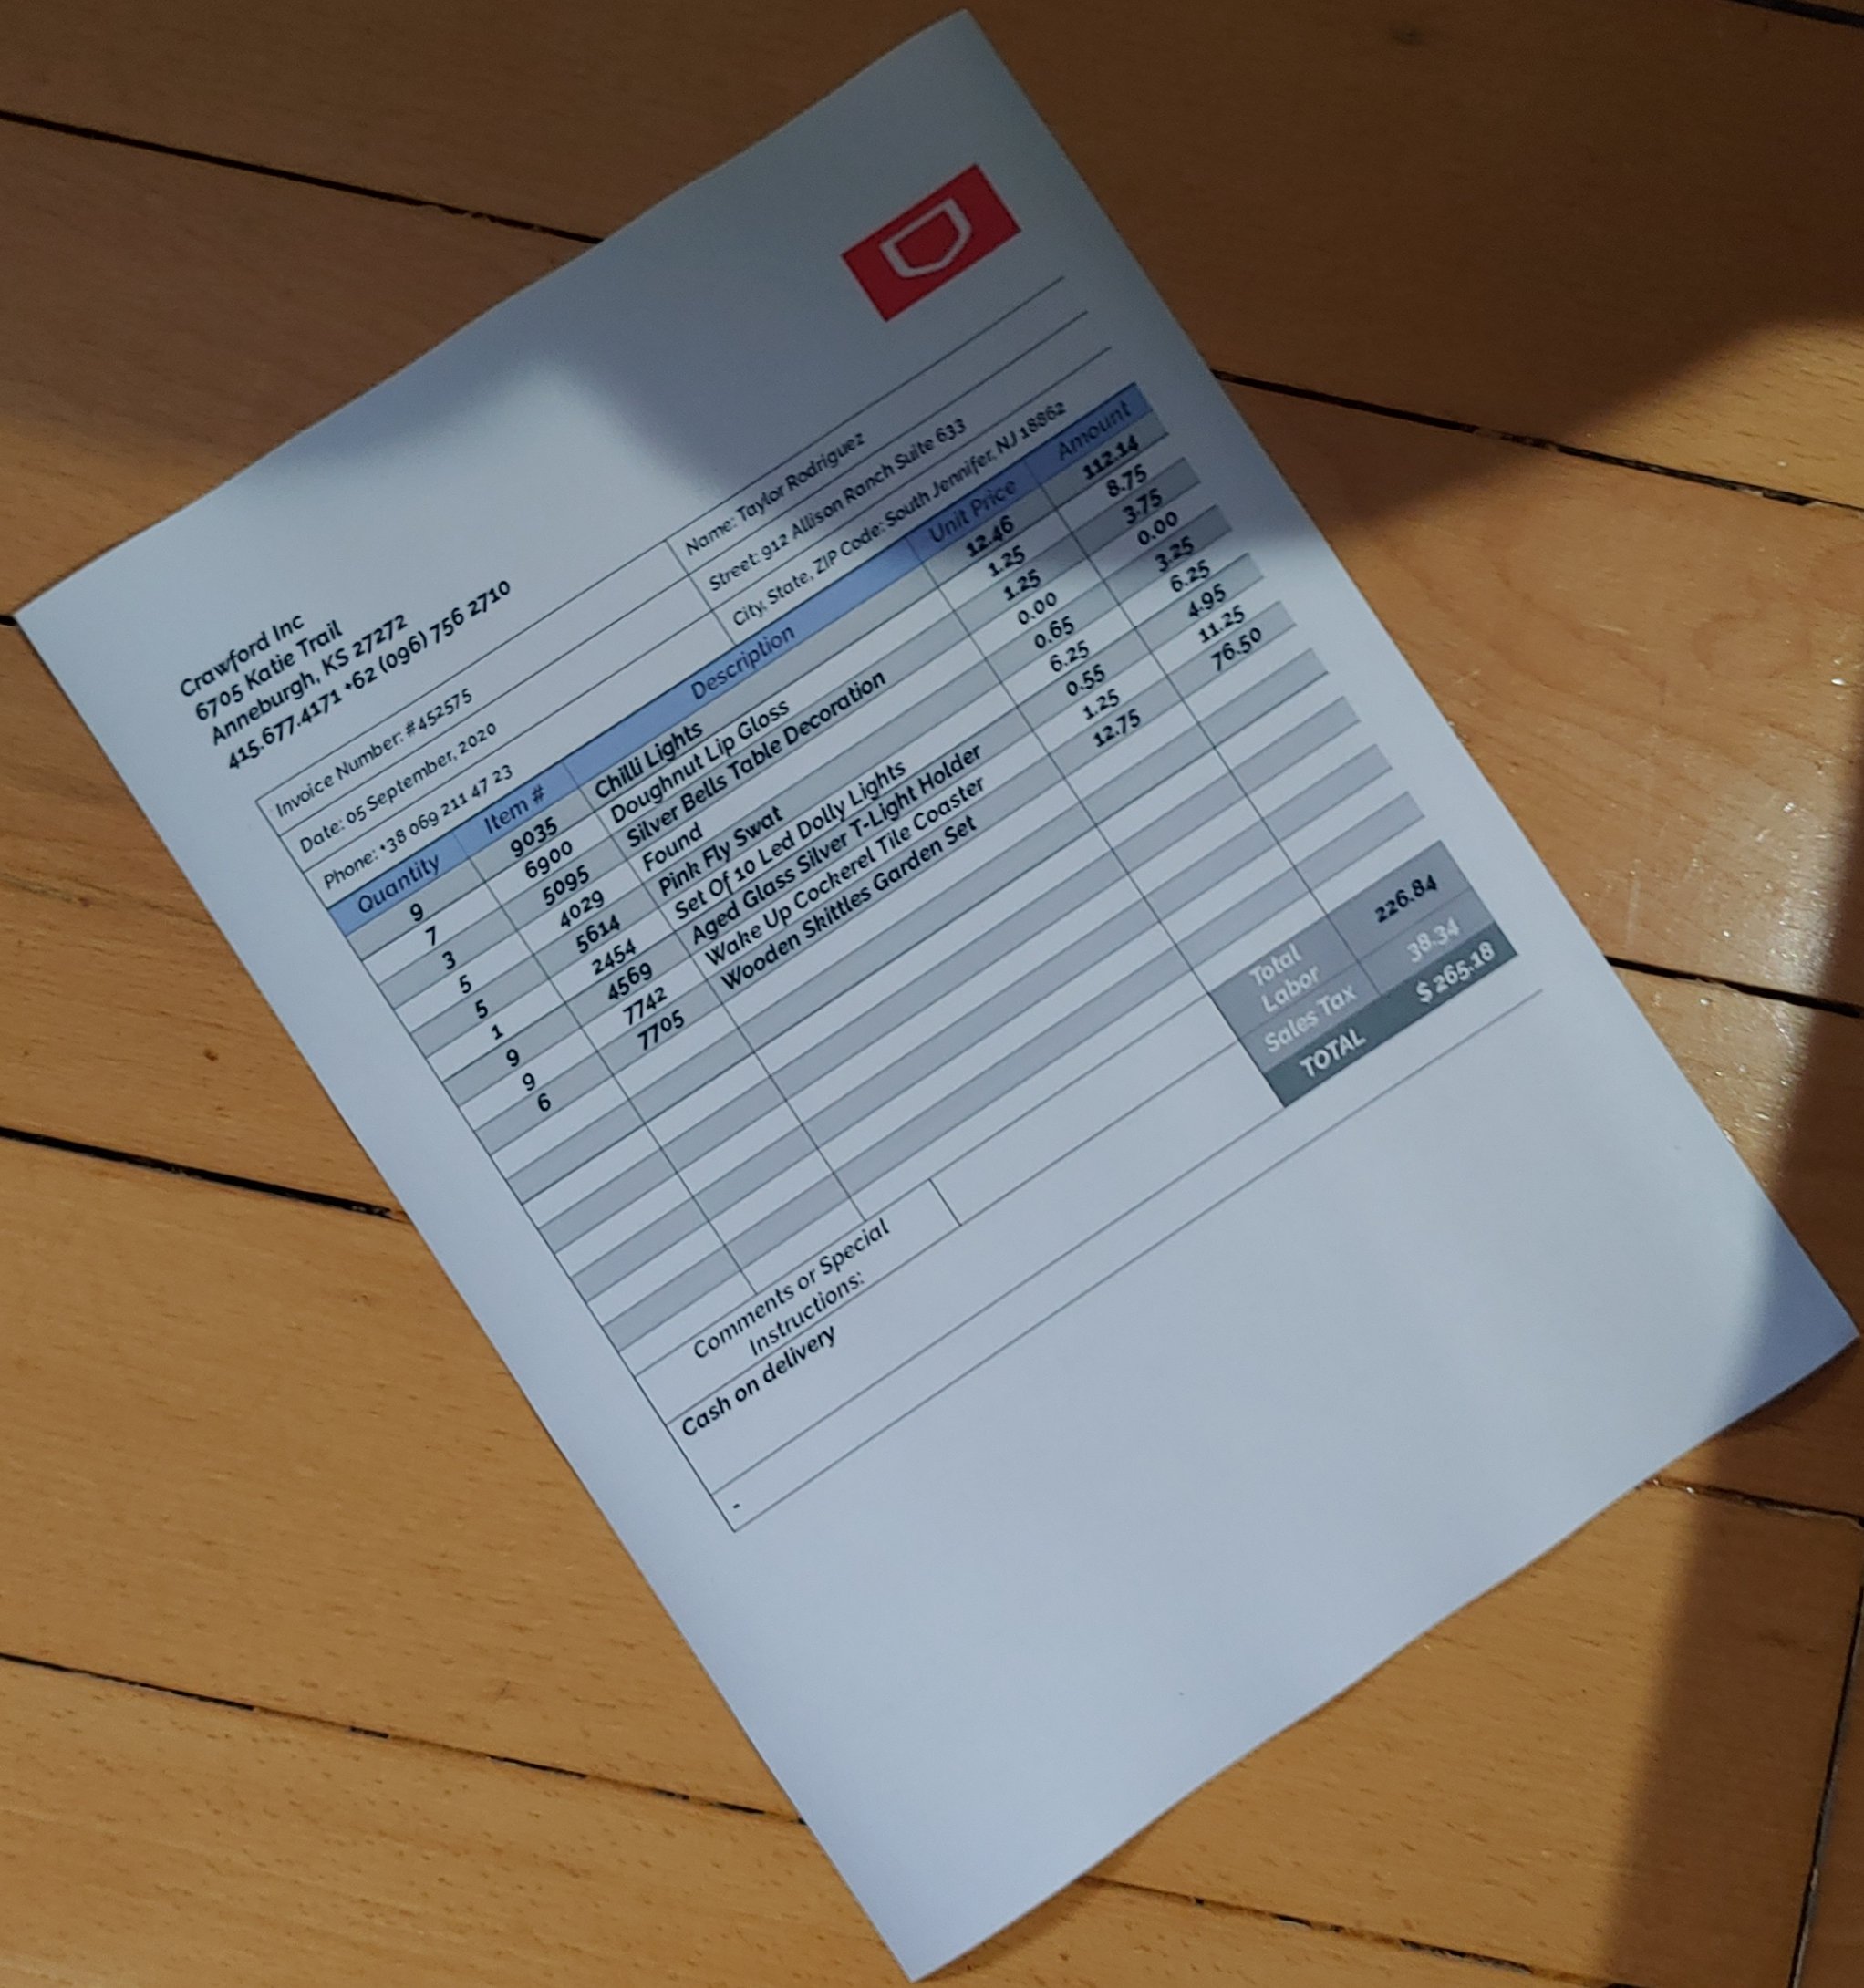 Crawford Inc
6705 Katie Trail
Anneburgh, KS 27272
415.677.4171 +62 (096) 756 2710
Invoice Number: #452575 Name: Taylor Rodriguez
Date: 05 September, 2020 Street: 912 Allison Ranch Suite 633
Phone: +38 069 211 47 23 City, State, ZIP Code: South Jennifer, NJ 18862
Quantity Item # Description Unit Price Amount
9 9035 Chilli Lights 12.46 112.14
7 6900 Doughnut Lip Gloss 1.25 8.75
3 5095 Silver Bells Table Decoration 1.25 3.75
5 4029 Found 0.00 0.00
5 5614 Pink Fly Swat 0.65 3.25
1 2454 Set Of 10 Led Dolly Lights 6.25 6.25
9 4569 Aged Glass Silver T-Light Holder 0.55 4.95
9 7742 Wake Up Cockerel Tile Coaster 1.25 11.25
6 7705 Wooden Skittles Garden Set 12.75 76.50
Total 226.84
Labor
Sales Tax 38.34
TOTAL $ 265.18
Comments or Special
Instructions:
Cash on delivery
-